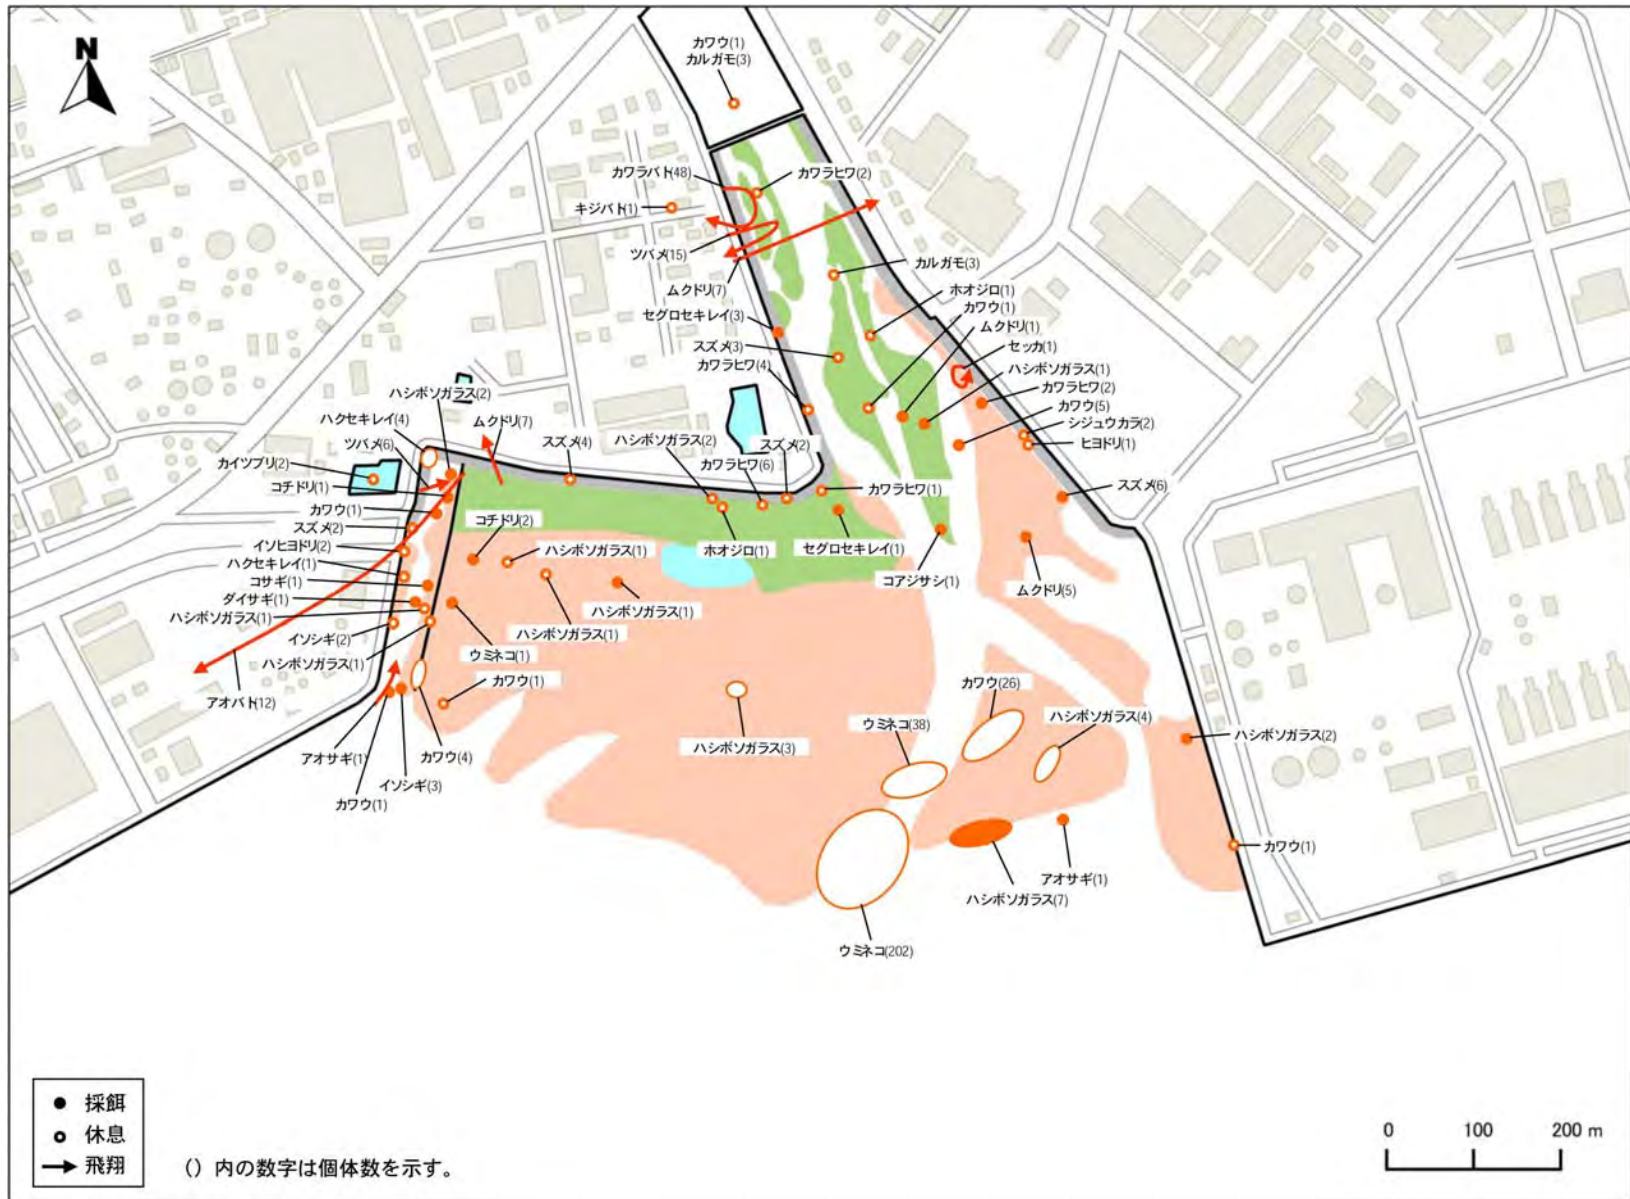 N
カワウ(1)
カルガモ(3)
カワラバト(48)
カワラヒワ(2)
キジバト(1)
ツバメ(15)
カルガモ(3)
ムクドリ(7)
ホオジロ(1)
カワウ(1)
セグロセキレイ(3)
ムクドリ(1)
スズメ(3)
セッカ(1)
カワラヒワ(4)
ハシボソガラス(1)
カワラヒワ(2)
ハシボソガラス(2)
カワウ(5)
ハクセキレイ(4)
ムクドリ(7)
シジュウカラ(2)
ツバメ(6)
スズメ(4)
ハシボソガラス(2)
スズメ(2)
ヒヨドリ(1)
カイツブリ(2)
カワラヒワ(6)
コチドリ(1)
カワラヒワ(1)
スズメ(6)
カワウ(1)
コチドリ(2)
スズメ(2)
イソヒヨドリ(2)
ハシボソガラス(1)
ホオジロ(1)
セグロセキレイ(1)
ハクセキレイ(1)
コアジサシ(1)
コサギ(1)
ムクドリ(5)
ダイサギ(1)
ハシボソガラス(1)
ハシボソガラス(1)
ハシボソガラス(1)
イソシギ(2)
ウミネコ(1)
ハシボソガラス(1)
カワウ(1)
カワウ(26)
アオバト(12)
ハシボソガラス(4)
ウミネコ(38)
ハシボソガラス(2)
ハシボソガラス(3)
アオサギ(1)
カワウ(4)
イソシギ(3)
カワウ(1)
カワウ(1)
アオサギ(1)
ハシボソガラス(7)
ウミネコ(202)
採餌
休息
飛翔
() 内の数字は個体数を示す。
0 100 200 m